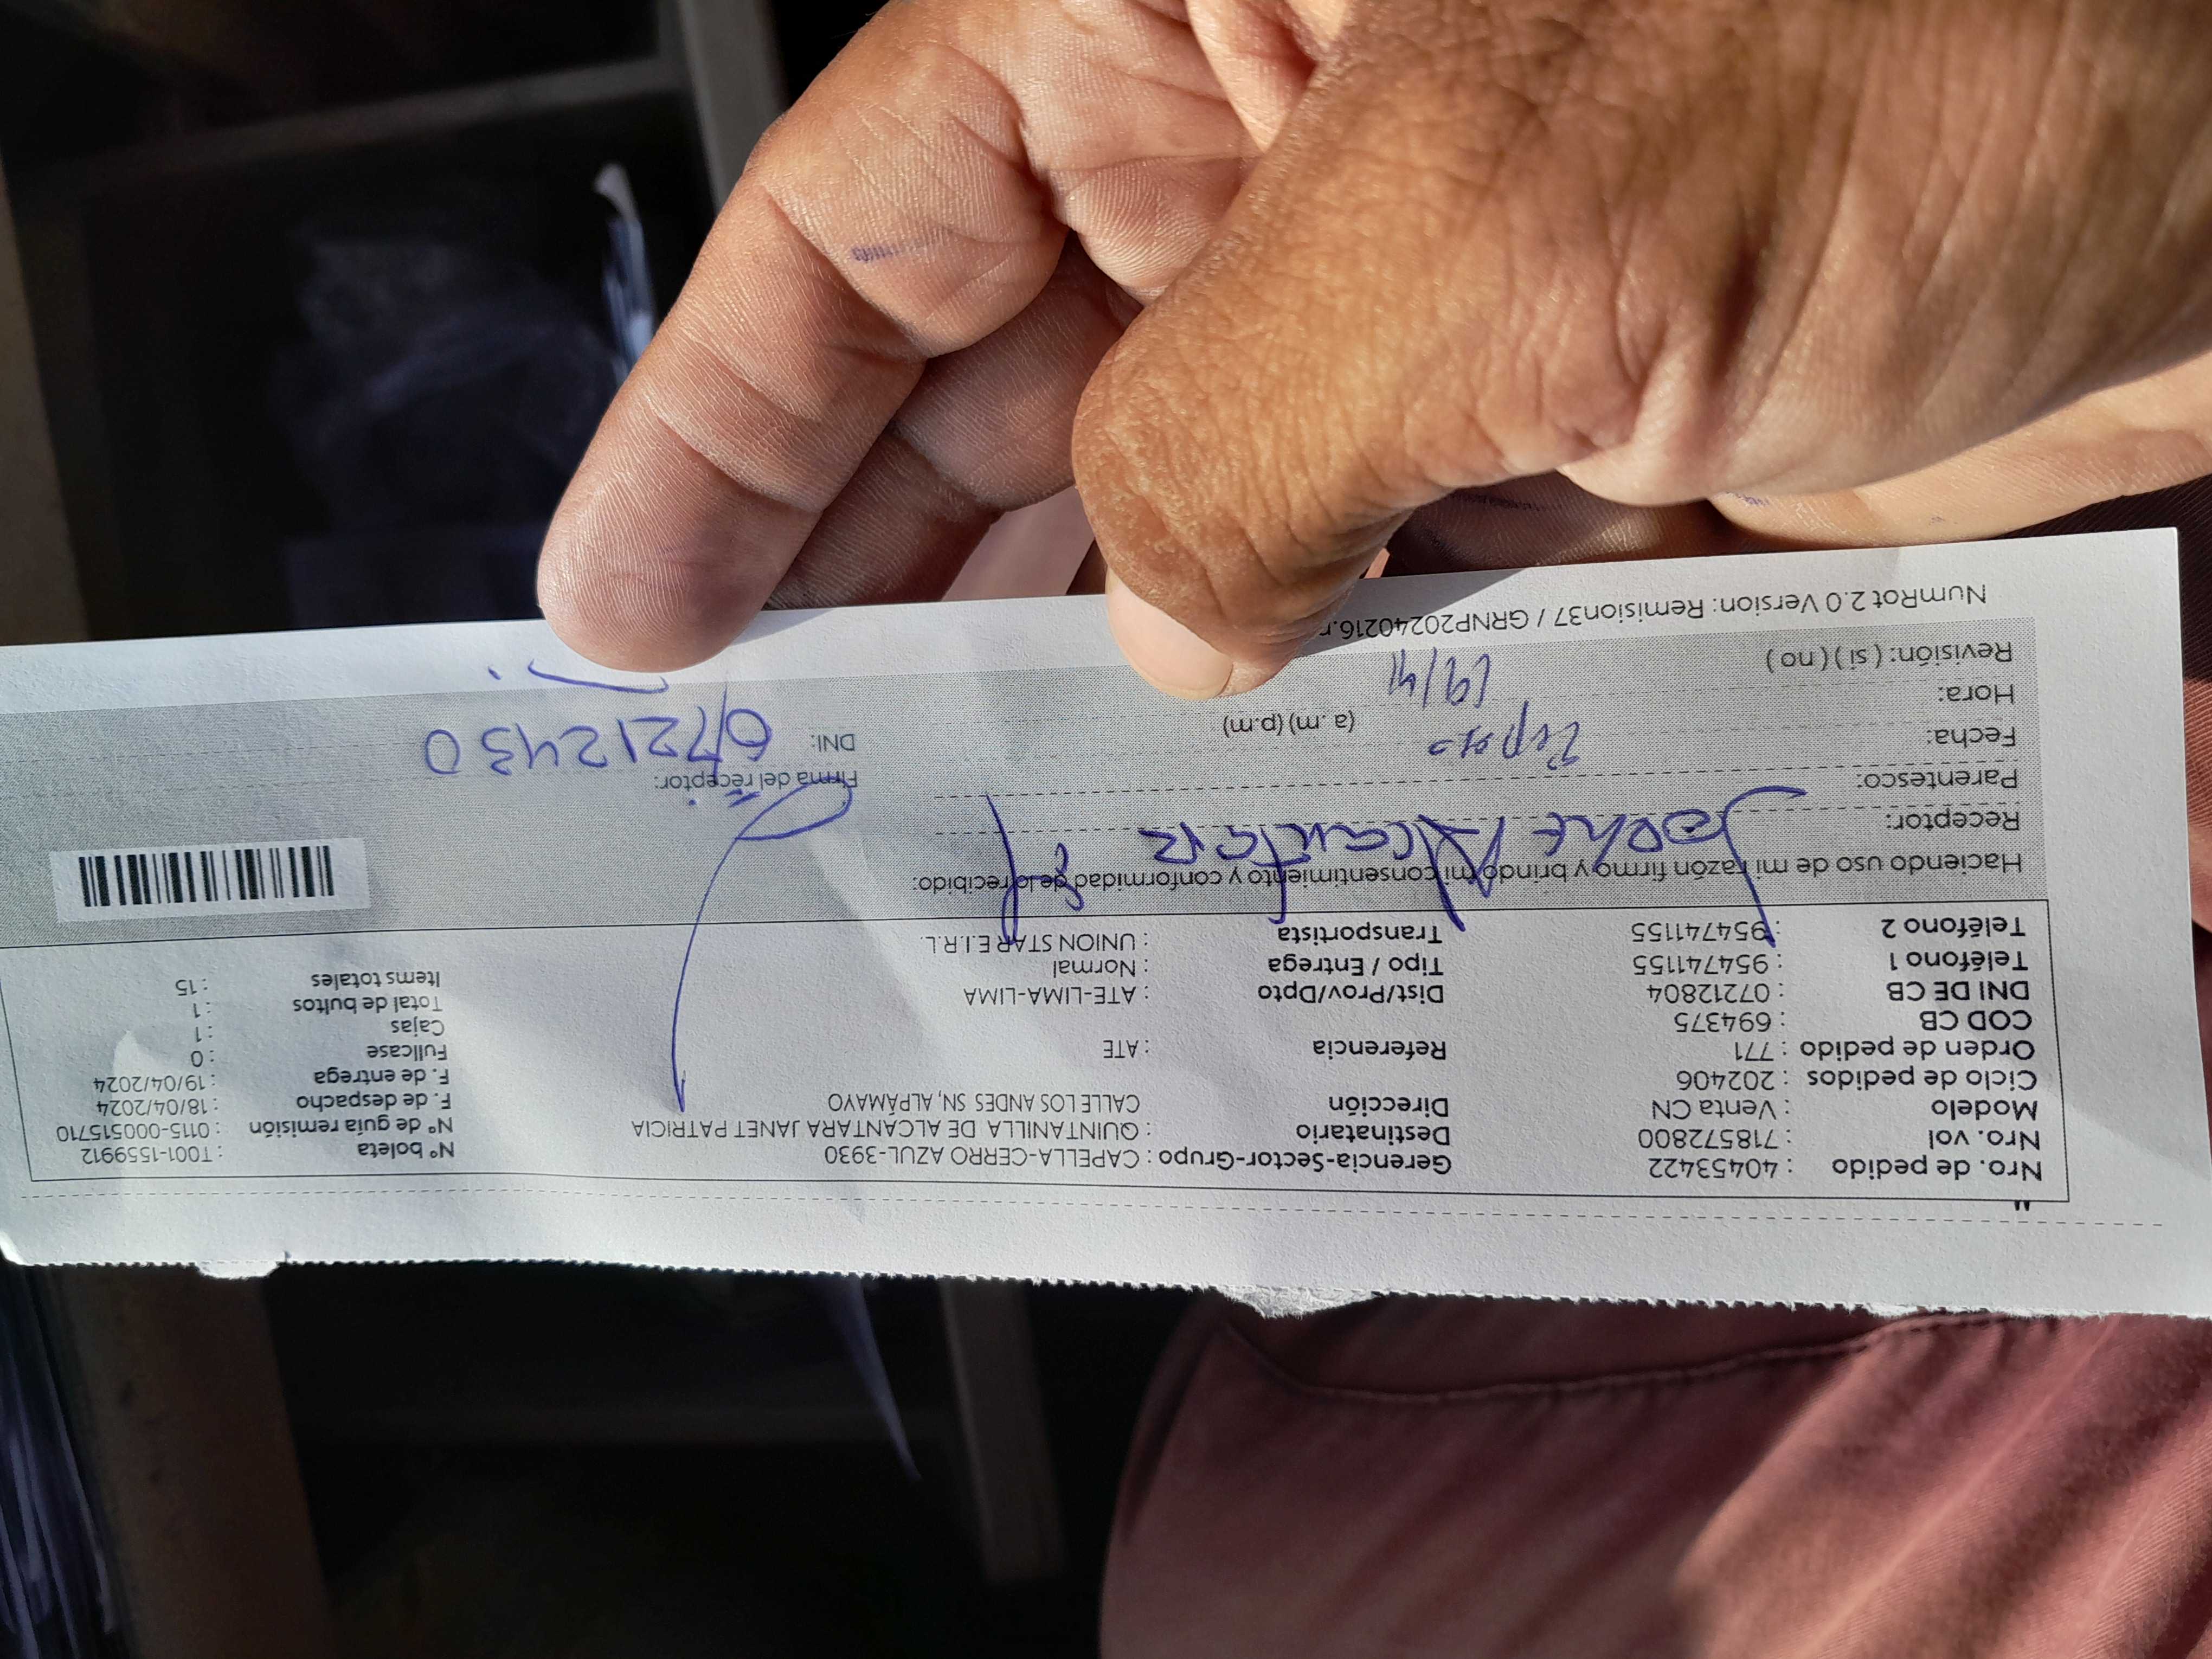 Nro. de pedido : 40453422 Gerencia-Sector-Grupo : CAPELLA-CERRO AZUL-3930 N° boleta : T001-1559912
Nro. vol : 718572800 Destinatario : QUINTANILLA DE ALCANTARA JANET PATRICIA N° de guía remisión : 0115-000515710
Modelo : Venta CN Dirección CALLE LOS ANDES SN, ALPAMAYO F. de despacho : 18/04/2024
Ciclo de pedidos : 202406 F. de entrega : 19/04/2024
Orden de pedido : 771 Referencia : ATE Fullcase : 0
COD CB : 694375 Cajas : 1
DNI DE CB : 07212804 Dist/Prov/Dpto : ATE-LIMA-LIMA Total de bultos : 1
Teléfono 1 : 954741155 Tipo / Entrega : Normal Items totales : 15
Teléfono 2 : 954741155 Transportista : UNION STAR E.I.R.L.
Haciendo uso de mi razón firmo y brindo mi consentimiento y conformidad de lo recibido:
Receptor: Alcantara
Parentesco: Firma del receptor:
Fecha: Esposo DNI: 07212430
Hora: 19/4 (a. m) (p.m)
Revisión: ( si ) ( no )
NumRot 2.0 Version: Remision37 / GRNP20240216.r